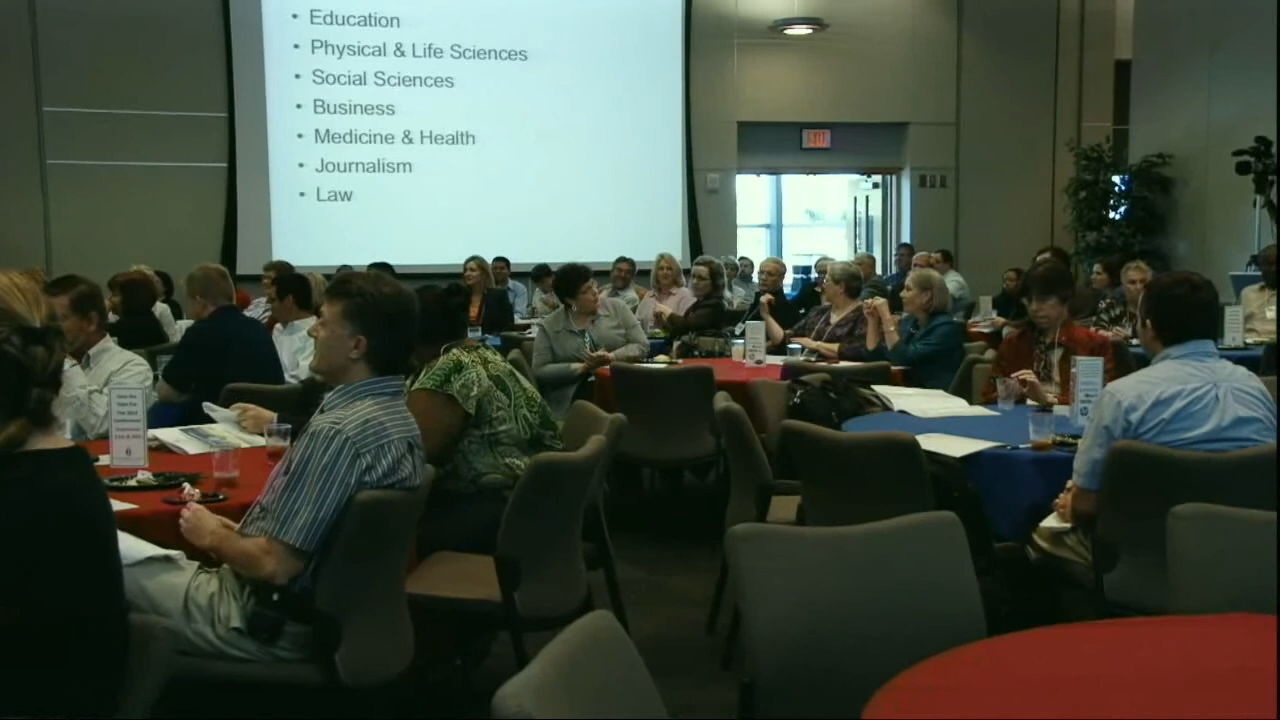 • Education
• Physical & Life Sciences
• Social Sciences
• Business
• Medicine & Health
• Journalism
• Law
EXIT